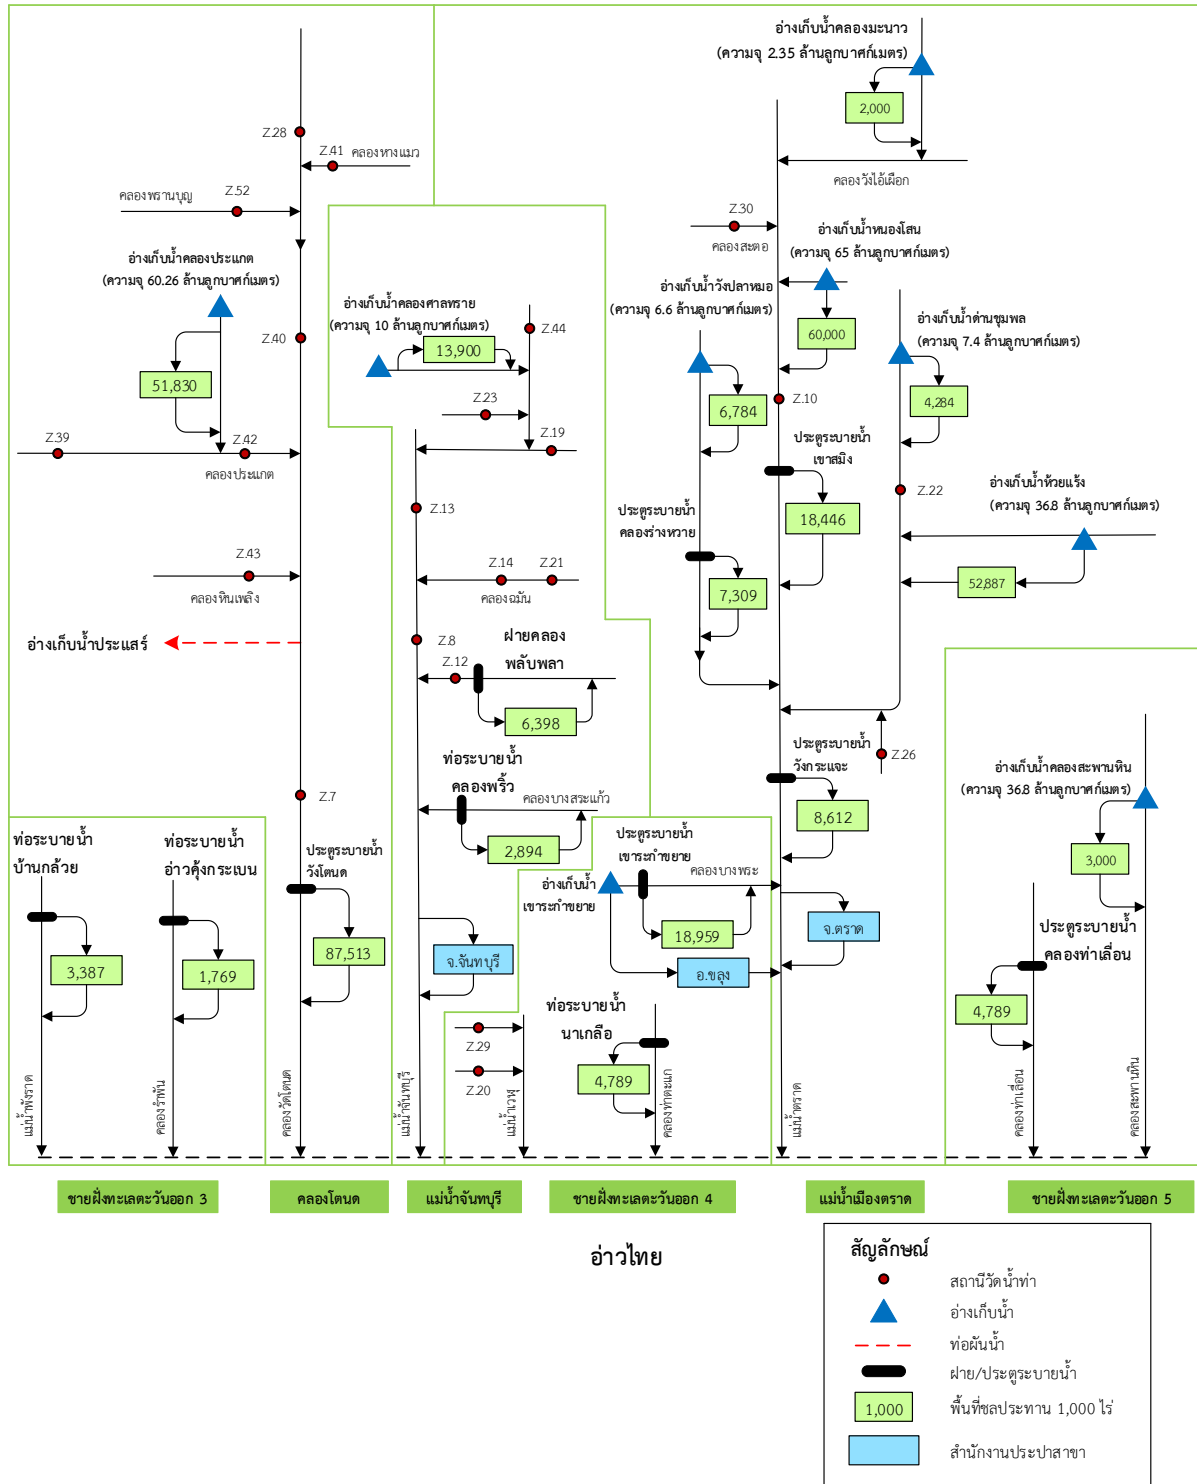 อ่างเก็บน้ำคลองมะนาว
(ความจุ 2.35 ล้านลูกบาศก์เมตร)
2,000
คลองวังไอ้เผือก
Z.28
Z.41
คลองหางแมว
คลองพรานบุญ
Z.52
Z.30
คลองสะตอ
อ่างเก็บน้ำหนองโสน
(ความจุ 65 ล้านลูกบาศก์เมตร)
60,000
อ่างเก็บน้ำคลองประแกต
(ความจุ 60.26 ล้านลูกบาศก์เมตร)
51,830
Z.40
อ่างเก็บน้ำคลองศาลทราย
(ความจุ 10 ล้านลูกบาศก์เมตร)
13,900
Z.44
อ่างเก็บน้ำวังปลาหมอ
(ความจุ 6.6 ล้านลูกบาศก์เมตร)
6,784
อ่างเก็บน้ำด่านชุมพล
(ความจุ 7.4 ล้านลูกบาศก์เมตร)
4,284
Z.23
Z.10
Z.39
Z.42
คลองประแกต
Z.19
ประตูระบายน้ำ
เขาสมิง
18,446
Z.22
อ่างเก็บน้ำห้วยแร้ง
(ความจุ 36.8 ล้านลูกบาศก์เมตร)
52,887
Z.13
ประตูระบายน้ำ
คลองร่างหวาย
7,309
Z.43
คลองหินเพลิง
Z.14
Z.21
คลองฉมัน
อ่างเก็บน้ำประแสร์
Z.8
Z.12
ฝายคลอง
พลับพลา
6,398
ท่อระบายน้ำ
คลองพริ้ว
คลองบางสระแก้ว
2,894
ประตูระบายน้ำ
วังกระแจะ
Z.26
8,612
อ่างเก็บน้ำคลองสะพานหิน
(ความจุ 36.8 ล้านลูกบาศก์เมตร)
3,000
Z.7
ท่อระบายน้ำ
บ้านกล้วย
3,387
ท่อระบายน้ำ
อ่าวคุ้งกระเบน
1,769
ประตูระบายน้ำ
วังโตนด
87,513
จ.จันทบุรี
อ่างเก็บน้ำ
เขาระกำขยาย
ประตูระบายน้ำ
เขาระกำขยาย
คลองบางพระ
18,959
อ.ขลุง
จ.ตราด
ประตูระบายน้ำ
คลองท่าเลื่อน
4,789
Z.29
Z.20
ท่อระบายน้ำ
นาเกลือ
4,789
แม่น้ำพังราด
คลองรำพัน
คลองวัดโตนด
แม่น้ำจันทบุรี
แม่น้ำเวฬุ
คลองท่าตะแก
แม่น้ำตราด
คลองท่าเลื่อน
คลองสะพานหิน
ชายฝั่งทะเลตะวันออก 3
คลองโตนด
แม่น้ำจันทบุรี
ชายฝั่งทะเลตะวันออก 4
แม่น้ำเมืองตราด
ชายฝั่งทะเลตะวันออก 5
อ่าวไทย
สัญลักษณ์
สถานีวัดน้ำท่า
อ่างเก็บน้ำ
ท่อผันน้ำ
ฝาย/ประตูระบายน้ำ
1,000
พื้นที่ชลประทาน 1,000 ไร่
สำนักงานประปาสาขา